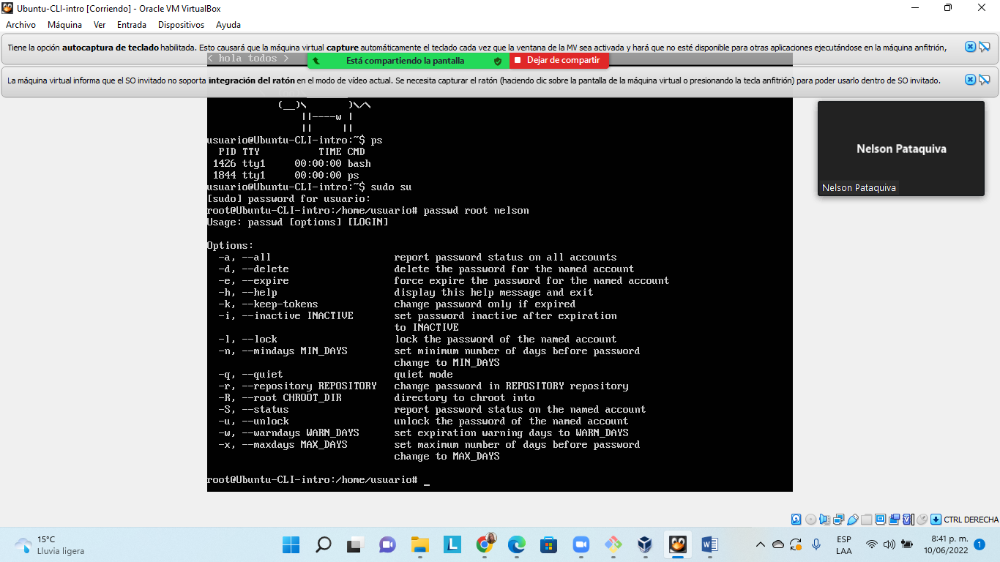 Ubuntu-CLI-intro [Corriendo] - Oracle VM VirtualBox
Archivo Máquina Ver Entrada Dispositivos Ayuda
Tiene la opción autocaptura de teclado habilitada. Esto causará que la máquina virtual capture automáticamente el teclado cada vez que la ventana de la MV sea activada y hará que no esté disponible para otras aplicaciones ejecutándose en la máquina anfitrión,
< hola todos >
Está compartiendo la pantalla
Dejar de compartir
La máquina virtual informa que el SO invitado no soporta integración del ratón en el modo de vídeo actual. Se necesita capturar el ratón (haciendo clic sobre la pantalla de la máquina virtual o presionando la tecla anfitrión) para poder usarlo dentro de SO invitado.
(__)\ )\/\
||----w |
|| ||
usuario@Ubuntu-CLI-intro:~$ ps
PID TTY TIME CMD
1426 tty1 00:00:00 bash
1844 tty1 00:00:00 ps
usuario@Ubuntu-CLI-intro:~$ sudo su
[sudo] password for usuario:
root@Ubuntu-CLI-intro:/home/usuario# passwd root nelson
Usage: passwd [options] [LOGIN]
Options:
-a, --all report password status on all accounts
-d, --delete delete the password for the named account
-e, --expire force expire the password for the named account
-h, --help display this help message and exit
-k, --keep-tokens change password only if expired
-i, --inactive INACTIVE set password inactive after expiration
to INACTIVE
-l, --lock lock the password of the named account
-n, --mindays MIN_DAYS set minimum number of days before password
change to MIN_DAYS
-q, --quiet quiet mode
-r, --repository REPOSITORY change password in REPOSITORY repository
-R, --root CHROOT_DIR directory to chroot into
-S, --status report password status on the named account
-u, --unlock unlock the password of the named account
-w, --warndays WARN_DAYS set expiration warning days to WARN_DAYS
-x, --maxdays MAX_DAYS set maximum number of days before password
change to MAX_DAYS
root@Ubuntu-CLI-intro:/home/usuario# _
Nelson Pataquiva
Nelson Pataquiva
CTRL DERECHA
15°C
Lluvia ligera
L
W
ESP
LAA
8:41 p. m.
10/06/2022
1